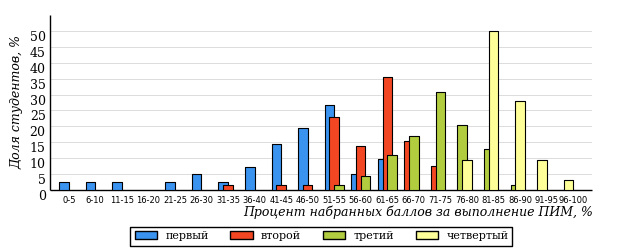 Доля студентов, %
50
45
40
35
30
25
20
15
10
5
0
0-5 6-10 11-15 16-20 21-25 26-30 31-35 36-40 41-45 46-50 51-55 56-60 61-65 66-70 71-75 76-80 81-85 86-90 91-95 96-100
Процент набранных баллов за выполнение ПИМ, %
первый второй третий четвертый